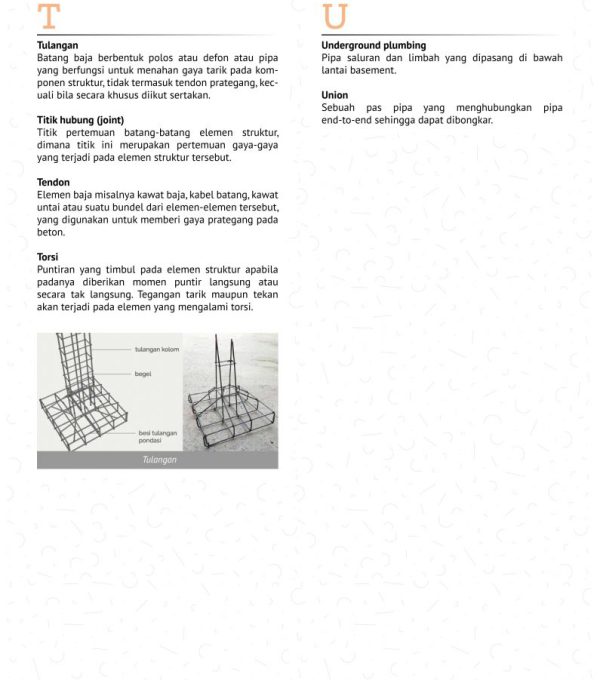 T
Tulangan
Batang baja berbentuk polos atau defon atau pipa
yang berfungsi untuk menahan gaya tarik pada kom-
ponen struktur, tidak termasuk tendon prategang, kec-
uali bila secara khusus diikut sertakan.
Titik hubung (joint)
Titik pertemuan batang-batang elemen struktur,
dimana titik ini merupakan pertemuan gaya-gaya
yang terjadi pada elemen struktur tersebut.
Tendon
Elemen baja misalnya kawat baja, kabel batang, kawat
untai atau suatu bundel dari elemen-elemen tersebut,
yang digunakan untuk memberi gaya prategang pada
beton.
Torsi
Puntiran yang timbul pada elemen struktur apabila
padanya diberikan momen puntir langsung atau
secara tak langsung. Tegangan tarik maupun tekan
akan terjadi pada elemen yang mengalami torsi.
tulangan kolom
begel
besi tulangan
pondasi
Tulangan
U
Underground plumbing
Pipa saluran dan limbah yang dipasang di bawah
lantai basement.
Union
Sebuah pas pipa yang menghubungkan pipa
end-to-end sehingga dapat dibongkar.